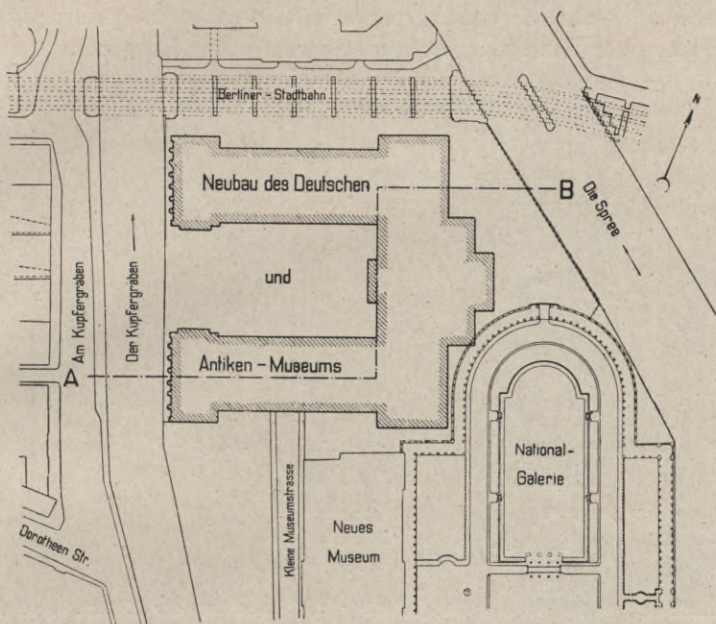 Berliner-Stadtbahn
N
Neubau des Deutschen
B
Die Spree
und
Am Kupfergraben
Der Kupfergraben
A
Antiken-Museums
National-
Galerie
Kleine Museumstrasse
Neues
Museum
Dorotheen Str.